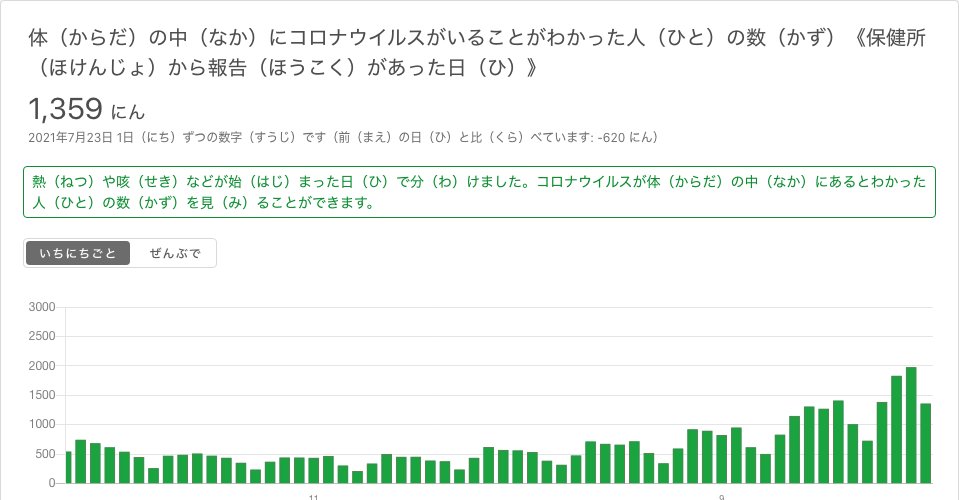 体（からだ）の中（なか）にコロナウイルスがいることがわかった人（ひと）の数（かず）《保健所
（ほけんじょ）から報告（ほうこく）があった日（ひ）》
1,359 にん
2021年7月23日 1日（にち）ずつの数字（すうじ）です（前（まえ）の日（ひ）と比（くら）べています: -620 にん）
熱（ねつ）や咳（せき）などが始（はじ）まった日（ひ）で分（わ）けました。コロナウイルスが体（からだ）の中（なか）にあるとわかった
人（ひと）の数（かず）を見（み）ることができます。
いちにちごと ぜんぶで
3000
2500
2000
1500
1000
500
0
11 9